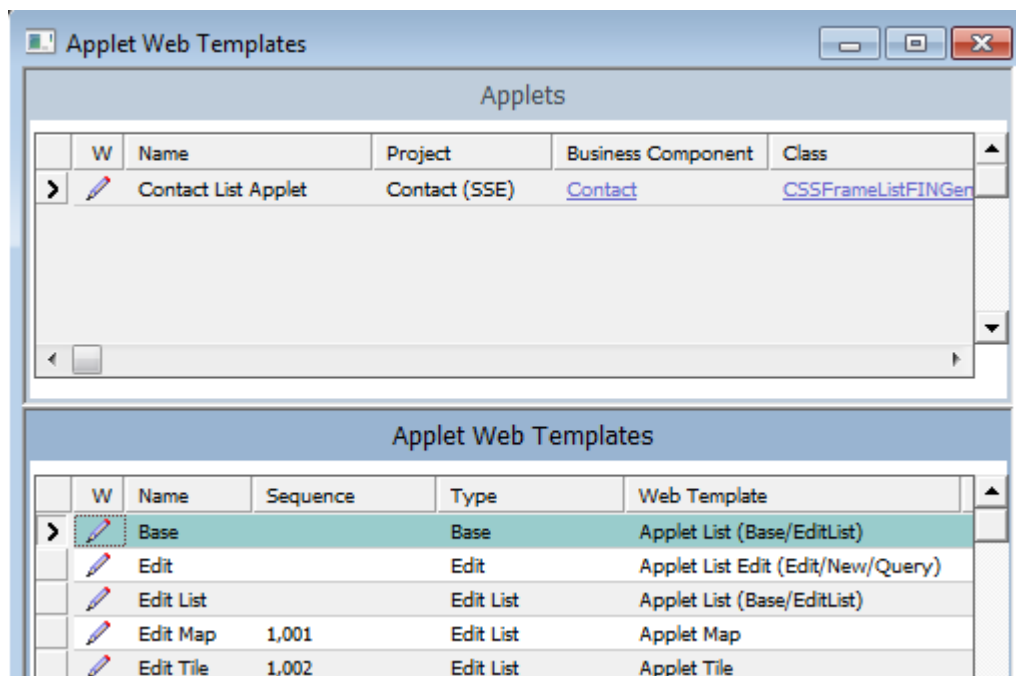 Applet Web Templates
Applets
W Name Project Business Component Class
Contact List Applet Contact (SSE) Contact CSSFrameListFINGen
Applet Web Templates
W Name Sequence Type Web Template
Base Base Applet List (Base/EditList)
Edit Edit Applet List Edit (Edit/New/Query)
Edit List Edit List Applet List (Base/EditList)
Edit Map 1,001 Edit List Applet Map
Edit Tile 1,002 Edit List Applet Tile